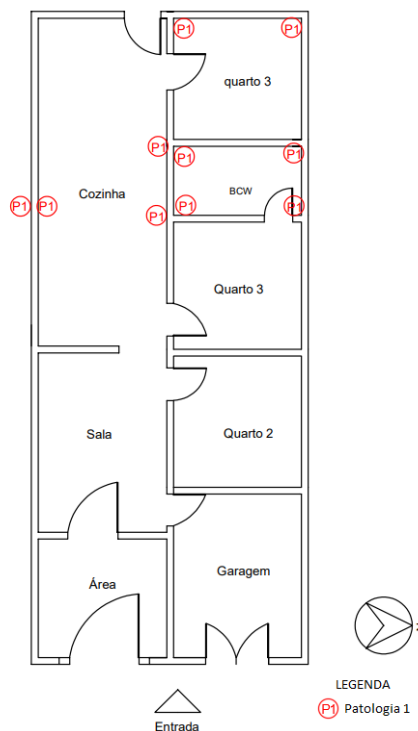 P1 P1
quarto 3
P1 P1 P1
Cozinha
BCW
P1 P1 P1 P1 P1
Quarto 3
Sala
Quarto 2
Área
Garagem
LEGENDA
P1 Patologia 1
Entrada